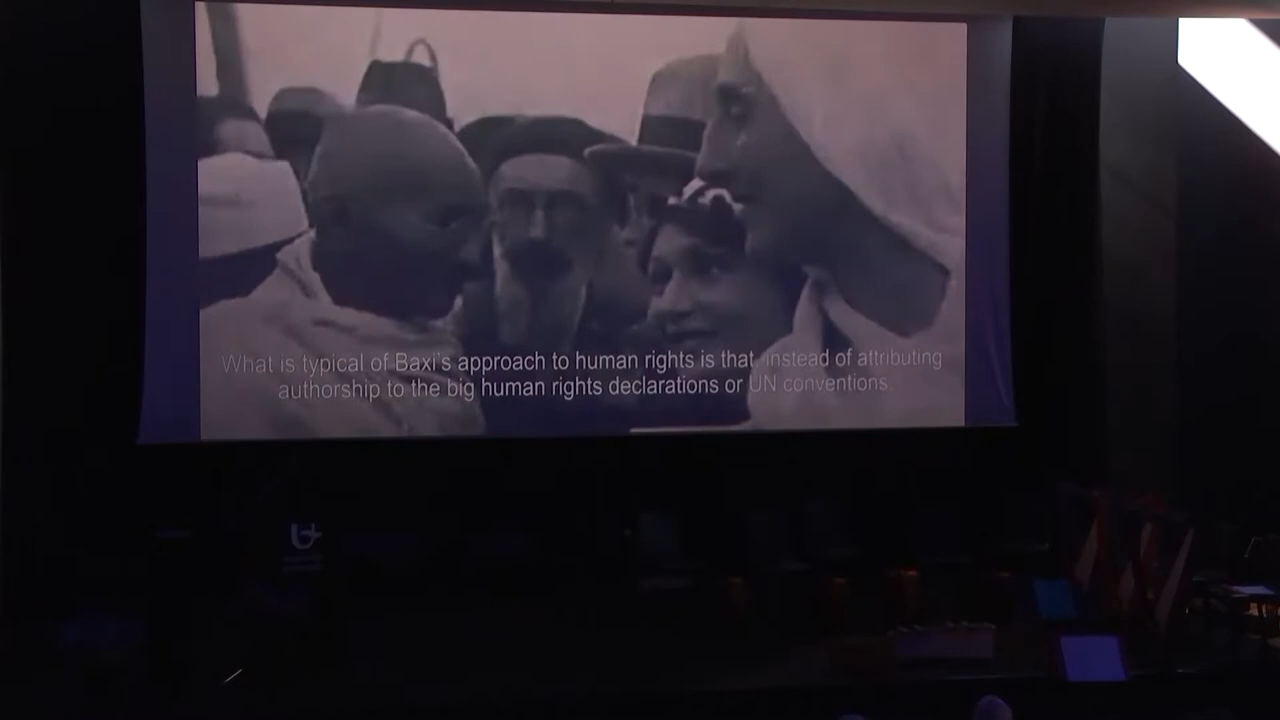 What is typical of Baxi's approach to human rights is that, instead of attributing
authorship to the big human rights declarations or UN conventions.